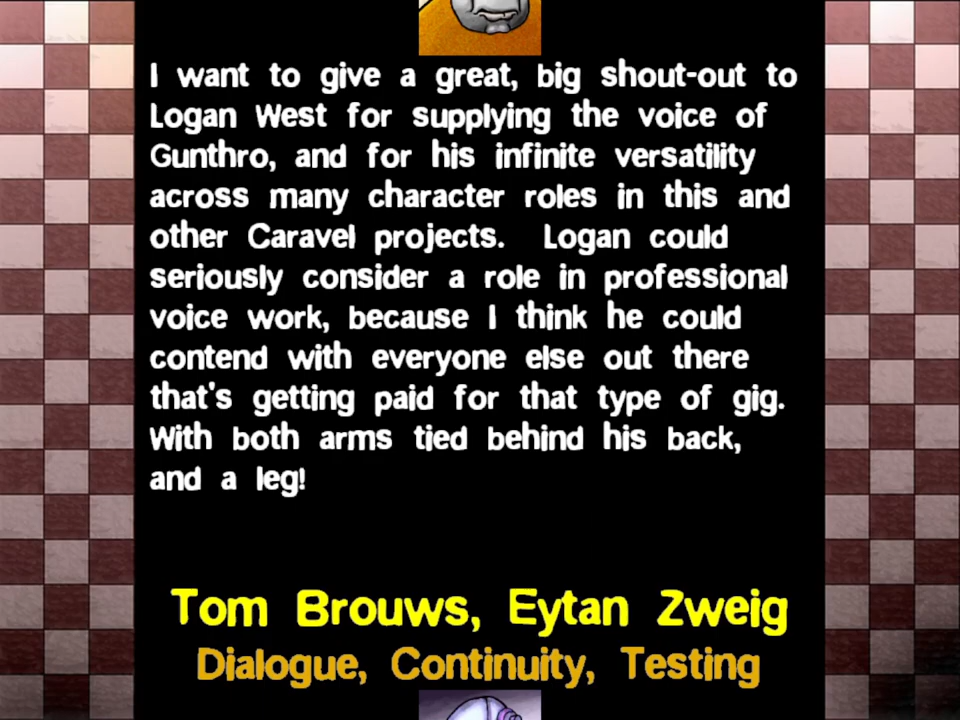 I want to give a great, big shout-out to
Logan West for supplying the voice of
Gunthro, and for his infinite versatility
across many character roles in this and
other Caravel projects.  Logan could
seriously consider a role in professional
voice work, because I think he could
contend with everyone else out there
that's getting paid for that type of gig.
With both arms tied behind his back,
and a leg!
Tom Brouws, Eytan Zweig
Dialogue, Continuity, Testing